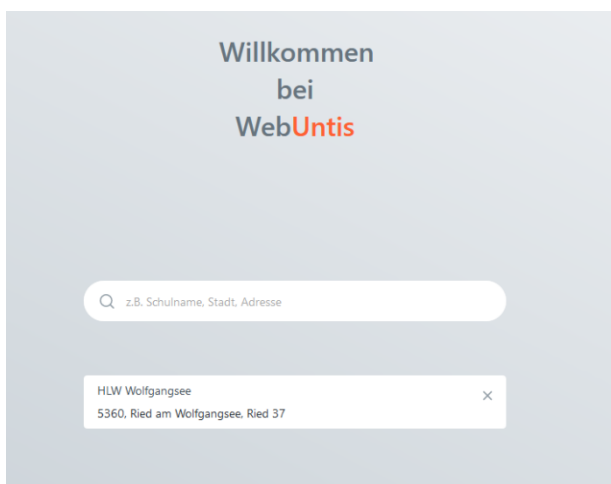 Willkommen
bei
WebUntis
z.B. Schulname, Stadt, Adresse
HLW Wolfgangsee
5360, Ried am Wolfgangsee, Ried 37